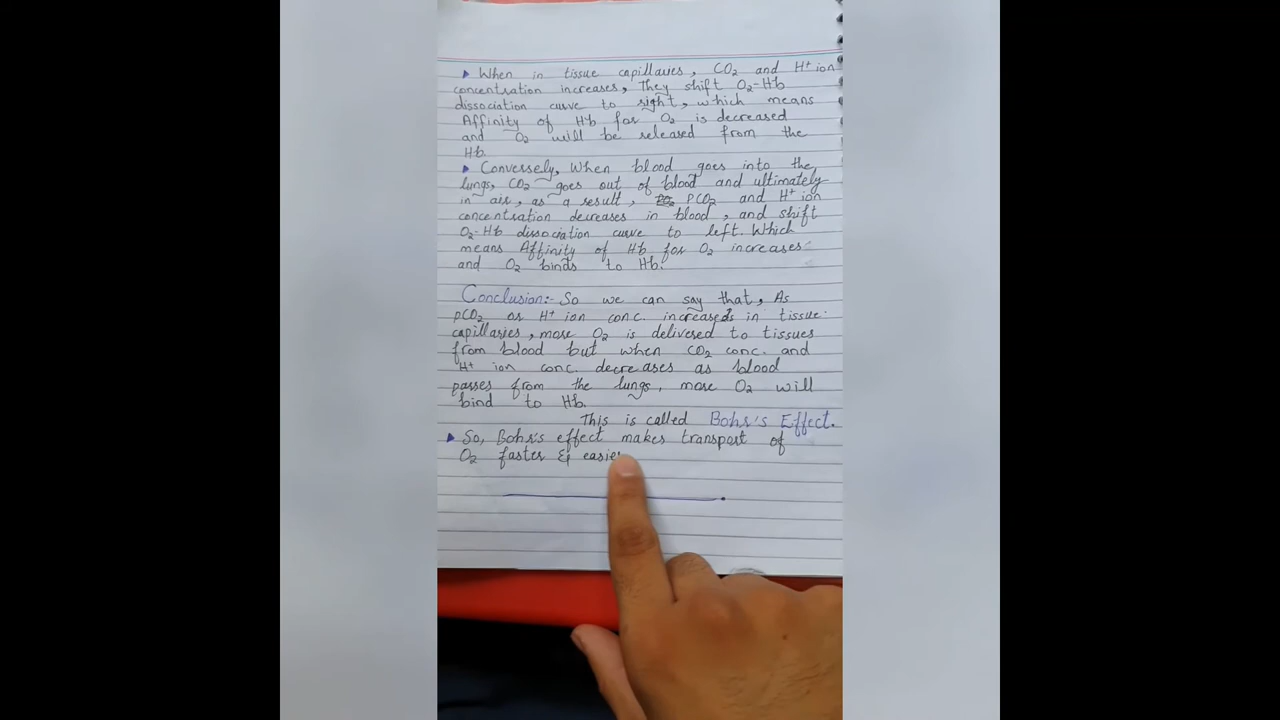 ▸ When in tissue capillaries, CO₂ and H⁺ ion
concentration increases, They shift O₂-Hb
dissociation curve to right, which means
Affinity of Hb for O₂ is decreased
and O₂ will be released from the
Hb.
▸ Conversely, When blood goes into the
lungs, CO₂ goes out of blood and ultimately
in air, as a result, PCO₂ and H⁺ ion
concentration decreases in blood, and shift
O₂-Hb dissociation curve to left. Which
means Affinity of Hb for O₂ increases
and O₂ binds to Hb.
Conclusion:- So we can say that, As
pCO₂ or H⁺ ion conc. increases in tissue
capillaries, more O₂ is delivered to tissues
from blood but when CO₂ conc. and
H⁺ ion conc. decreases as blood
passes from the lungs, more O₂ will
bind to Hb.
This is called Bohr's Effect.
▸ So, Bohr's effect makes transport of
O₂ faster & easier